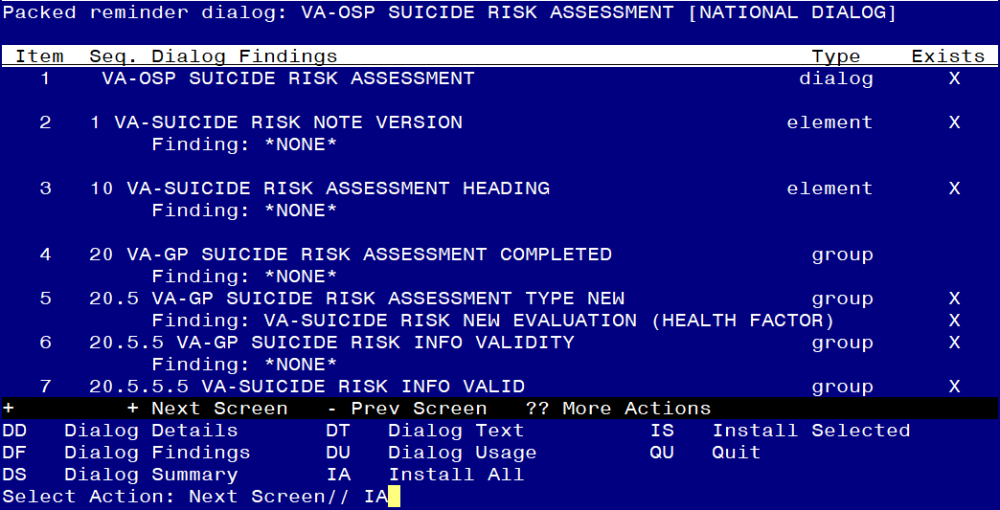 Packed reminder dialog: VA-OSP SUICIDE RISK ASSESSMENT [NATIONAL DIALOG]
Item Seq. Dialog Findings Type Exists
1 VA-OSP SUICIDE RISK ASSESSMENT dialog X
2 1 VA-SUICIDE RISK NOTE VERSION element X
Finding: *NONE*
3 10 VA-SUICIDE RISK ASSESSMENT HEADING element X
Finding: *NONE*
4 20 VA-GP SUICIDE RISK ASSESSMENT COMPLETED group
Finding: *NONE*
5 20.5 VA-GP SUICIDE RISK ASSESSMENT TYPE NEW group X
Finding: VA-SUICIDE RISK NEW EVALUATION (HEALTH FACTOR) X
6 20.5.5 VA-GP SUICIDE RISK INFO VALIDITY group X
Finding: *NONE*
7 20.5.5.5 VA-SUICIDE RISK INFO VALID group X
+ + Next Screen - Prev Screen ?? More Actions
DD Dialog Details DT Dialog Text IS Install Selected
DF Dialog Findings DU Dialog Usage QU Quit
DS Dialog Summary IA Install All
Select Action: Next Screen// IA